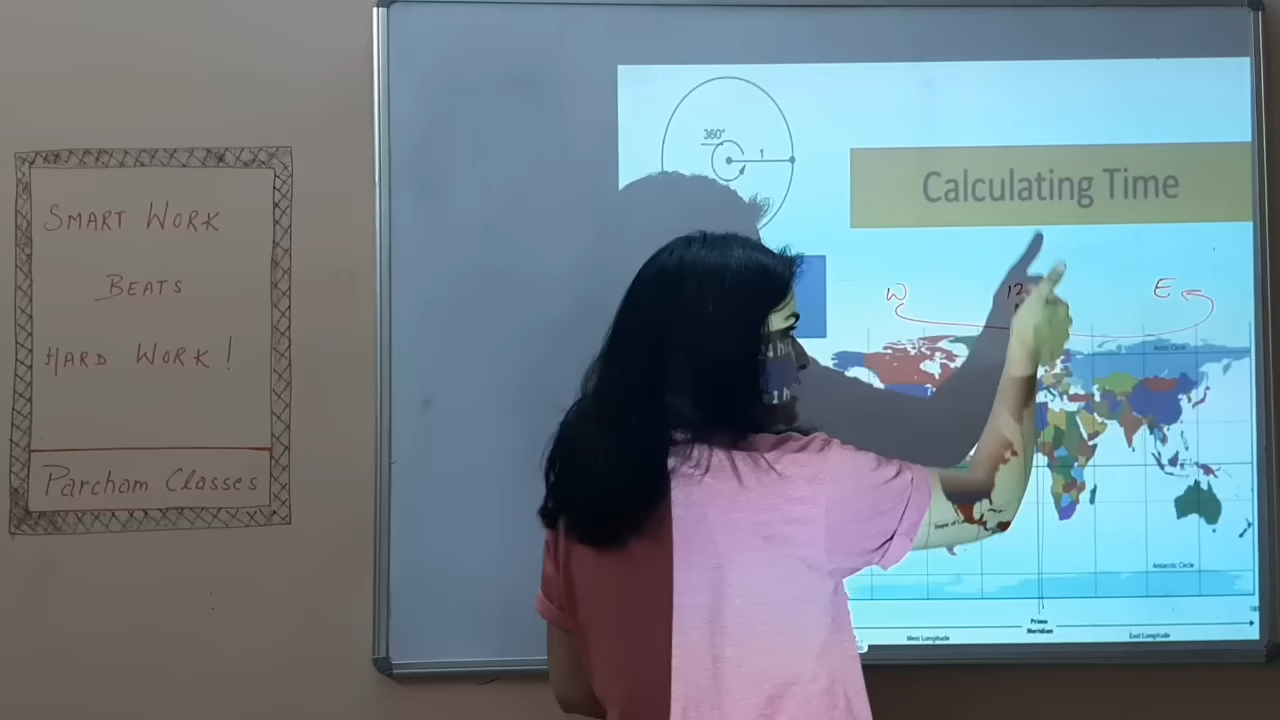 SMART WORK
BEATS
HARD WORK!
Parcham Classes
360°
1
Calculating Time
W
12
E
Arctic Circle
Antarctic Circle
Prime
Meridian
West Longitude
East Longitude